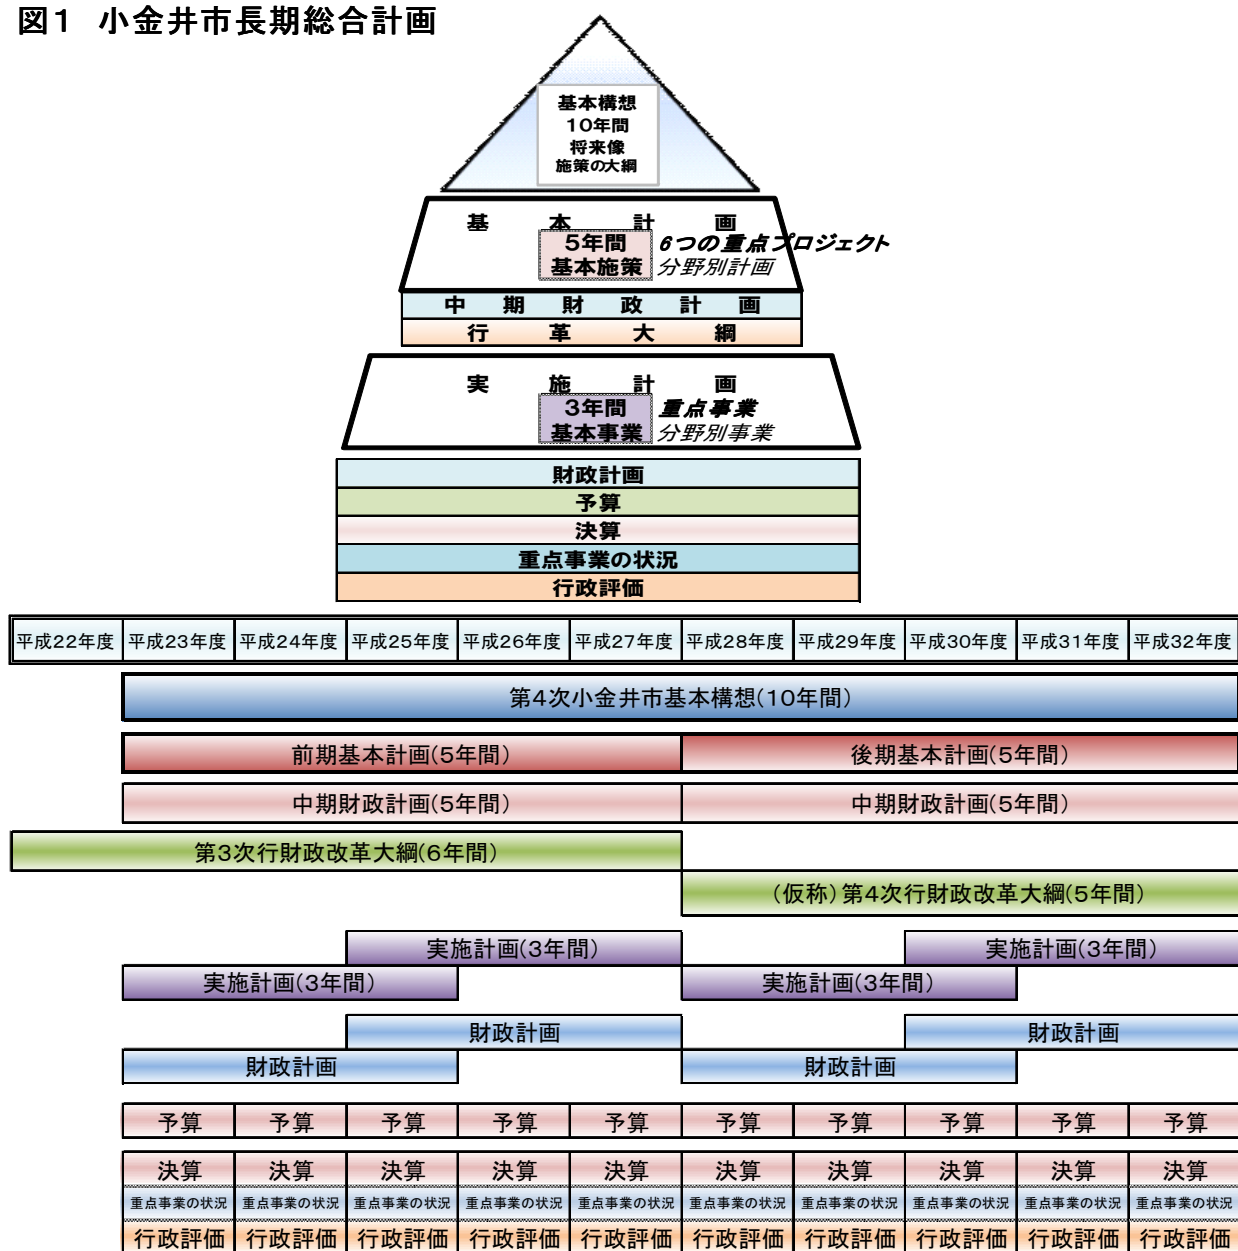 図1 小金井市長期総合計画
基本構想
10年間
将来像
施策の大綱
基本計画
5年間 6つの重点プロジェクト
基本施策 分野別計画
中期財政計画
行革大綱
実施計画
3年間 重点事業
基本事業 分野別事業
財政計画
予算
決算
重点事業の状況
行政評価
平成22年度 平成23年度 平成24年度 平成25年度 平成26年度 平成27年度 平成28年度 平成29年度 平成30年度 平成31年度 平成32年度
第4次小金井市基本構想(10年間)
前期基本計画(5年間) 後期基本計画(5年間)
中期財政計画(5年間) 中期財政計画(5年間)
第3次行財政改革大綱(6年間)
(仮称)第4次行財政改革大綱(5年間)
実施計画(3年間) 実施計画(3年間)
実施計画(3年間) 実施計画(3年間)
財政計画 財政計画
財政計画 財政計画
予算 予算 予算 予算 予算 予算 予算 予算 予算 予算
決算 決算 決算 決算 決算 決算 決算 決算 決算 決算
重点事業の状況 重点事業の状況 重点事業の状況 重点事業の状況 重点事業の状況 重点事業の状況 重点事業の状況 重点事業の状況 重点事業の状況 重点事業の状況
行政評価 行政評価 行政評価 行政評価 行政評価 行政評価 行政評価 行政評価 行政評価 行政評価